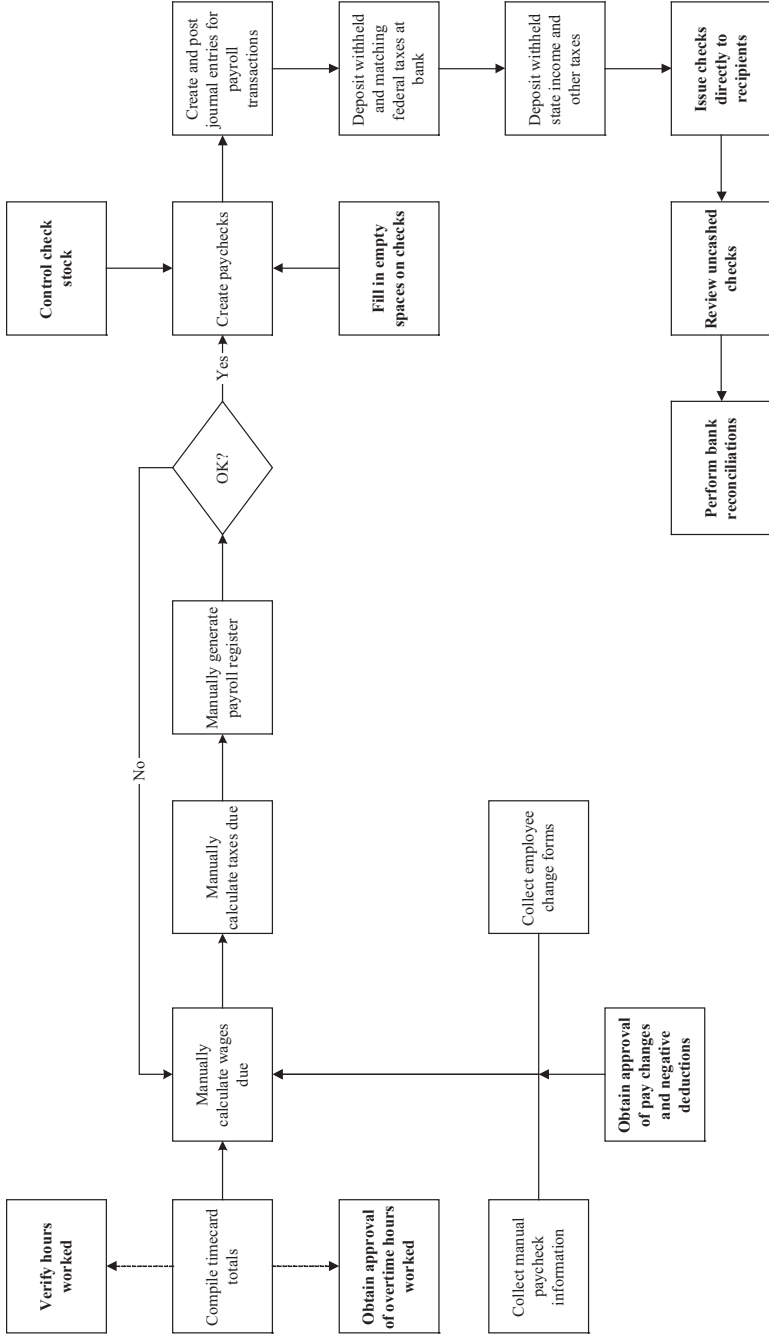 Verify hours
worked
Compile timecard
totals
Obtain approval
of overtime hours
worked
Collect manual
paycheck
information
Manually
calculate wages
due
Obtain approval
of pay changes
and negative
deductions
Collect employee
change forms
Manually
calculate taxes due
Manually generate
payroll register
No
OK?
Yes
Control check
stock
Create paychecks
Fill in empty
spaces on checks
Create and post
journal entries for
payroll
transactions
Deposit withheld
and matching
federal taxes at
bank
Deposit withheld
state income and
other taxes
Issue checks
directly to
recipients
Review uncashed
checks
Perform bank
reconciliations